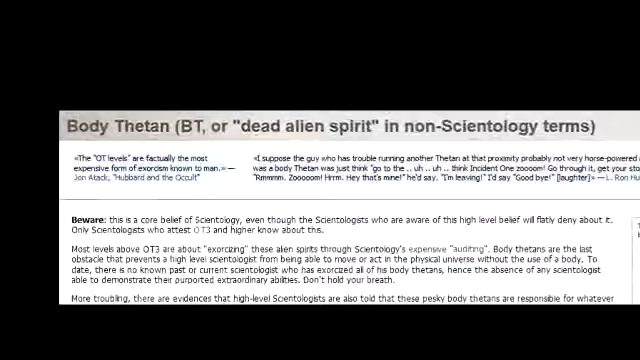 Body Thetan (BT, or "dead alien spirit" in non-Scientology terms)
«The "OT levels" are factually the most
expensive form of exorcism known to man.» —
Jon Atack, "Hubbard and the Occult"
«I suppose the guy who has trouble running another Thetan at that proximity probably not very horse-powered
was a body Thetan was just think "go to the .. uh .. uh .. think Incident One zoooom! Go through it, get your
"Rmmmm. Zooooom! Hrrm. Hey that's mine!" he'd say. "I'm leaving!" I'd say "Good bye!" [laughter]» — L. Ron
Beware: this is a core belief of Scientology, even though the Scientologists who are aware of this high level belief will flatly deny about it.
Only Scientologists who attest OT3 and higher know about this.
Most levels above OT3 are about "exorcizing" these alien spirits through Scientology's expensive "auditing". Body thetans are the last
obstacle that prevents a high level scientologist from being able to move or act in the physical universe without the use of a body. To
date, there is no known past or current scientologist who has exorcized all of his body thetans, hence the absence of any scientologist
able to demonstrate their purported extraordinary abilities. Don't hold your breath.
More troubling, there are evidences that high-level Scientologists are also told that these pesky body thetans are responsible for whatever